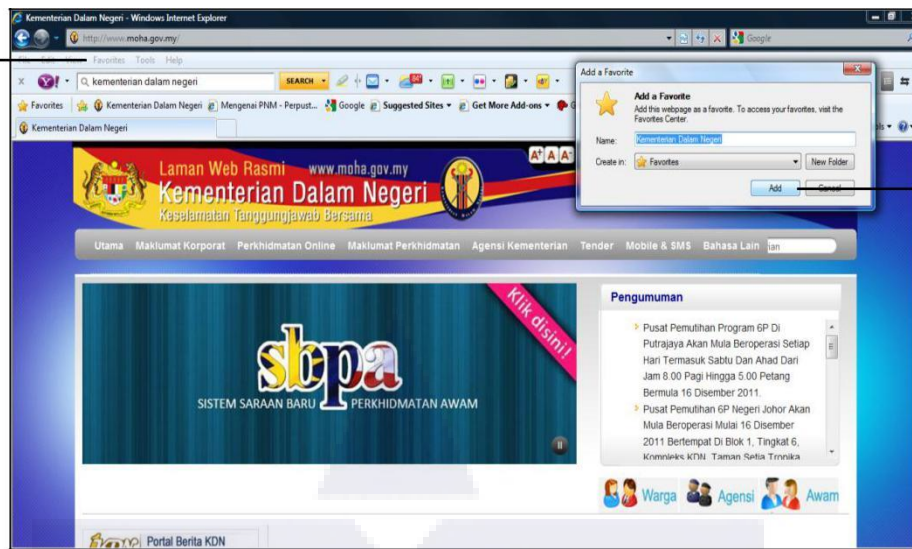 Kementerian Dalam Negeri - Windows Internet Explorer
http://www.moha.gov.my/
Google
File Edit View Favorites Tools Help
x Y! kementerian dalam negeri SEARCH
Favorites Kementerian Dalam Negeri Mengenai PNM - Perpust... Google Suggested Sites Get More Add-ons G
Kementerian Dalam Negeri
Add a Favorite
Add a Favorite
Add this webpage as a favorite. To access your favorites, visit the
Favorites Center.
Name: Kementerian Dalam Negeri
Create in: Favorites New Folder
Add Cancel
A+ A A-
Laman Web Rasmi www.moha.gov.my
Kementerian Dalam Negeri
Keselamatan Tanggungjawab Bersama
Utama Maklumat Korporat Perkhidmatan Online Maklumat Perkhidmatan Agensi Kementerian Tender Mobile & SMS Bahasa Lain ian
Klik disini!
sbpa
SISTEM SARAAN BARU PERKHIDMATAN AWAM
Pengumuman
Pusat Pemutihan Program 6P Di
Putrajaya Akan Mula Beroperasi Setiap
Hari Termasuk Sabtu Dan Ahad Dari
Jam 8.00 Pagi Hingga 5.00 Petang
Bermula 16 Disember 2011.
Pusat Pemutihan 6P Negeri Johor Akan
Mula Beroperasi Mulai 16 Disember
2011 Bertempat Di Blok 1, Tingkat 6,
Kompleks KDN, Taman Setia Tropika
Warga Agensi Awam
Portal Berita KDN